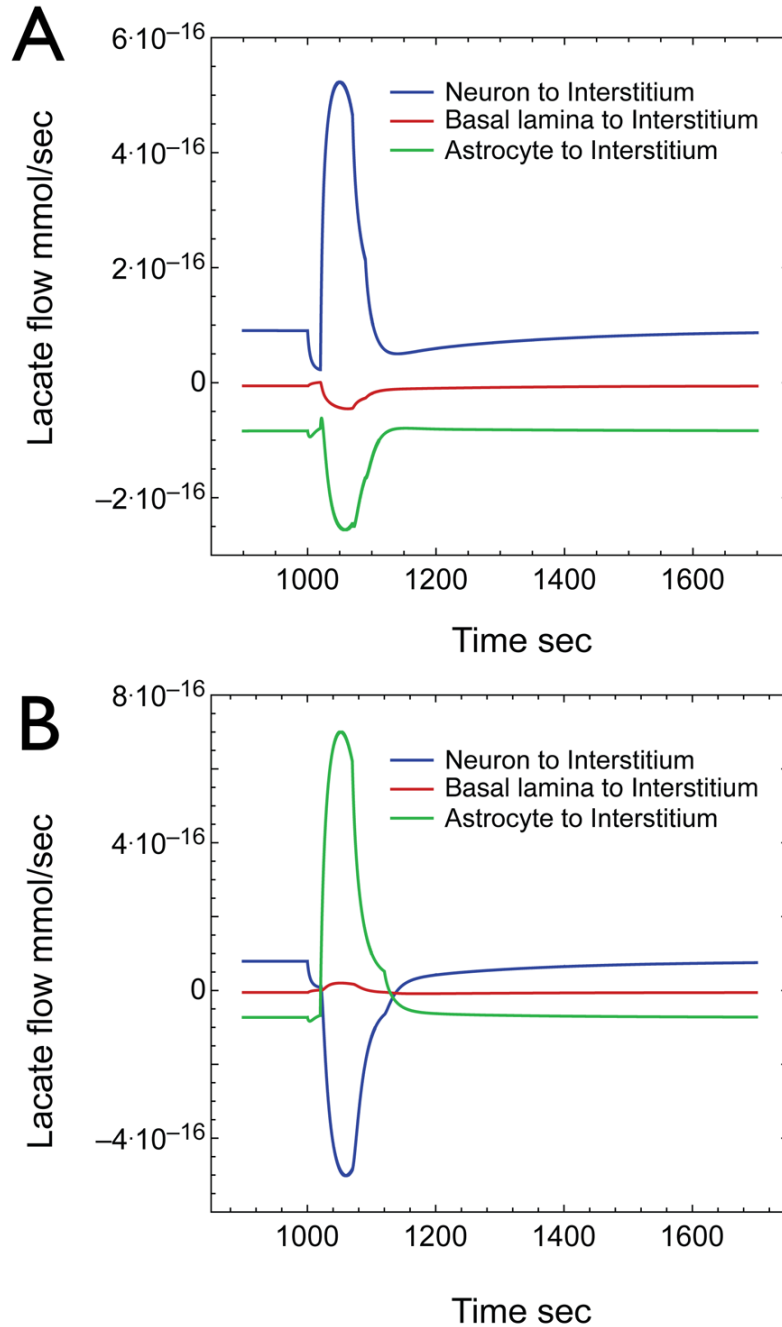 A
6·10–16
4·10–16
2·10–16
0
–2·10–16
Lacate flow mmol/sec
Neuron to Interstitium
Basal lamina to Interstitium
Astrocyte to Interstitium
1000 1200 1400 1600
Time sec
B
8·10–16
4·10–16
0
–4·10–16
Lacate flow mmol/sec
Neuron to Interstitium
Basal lamina to Interstitium
Astrocyte to Interstitium
1000 1200 1400 1600
Time sec